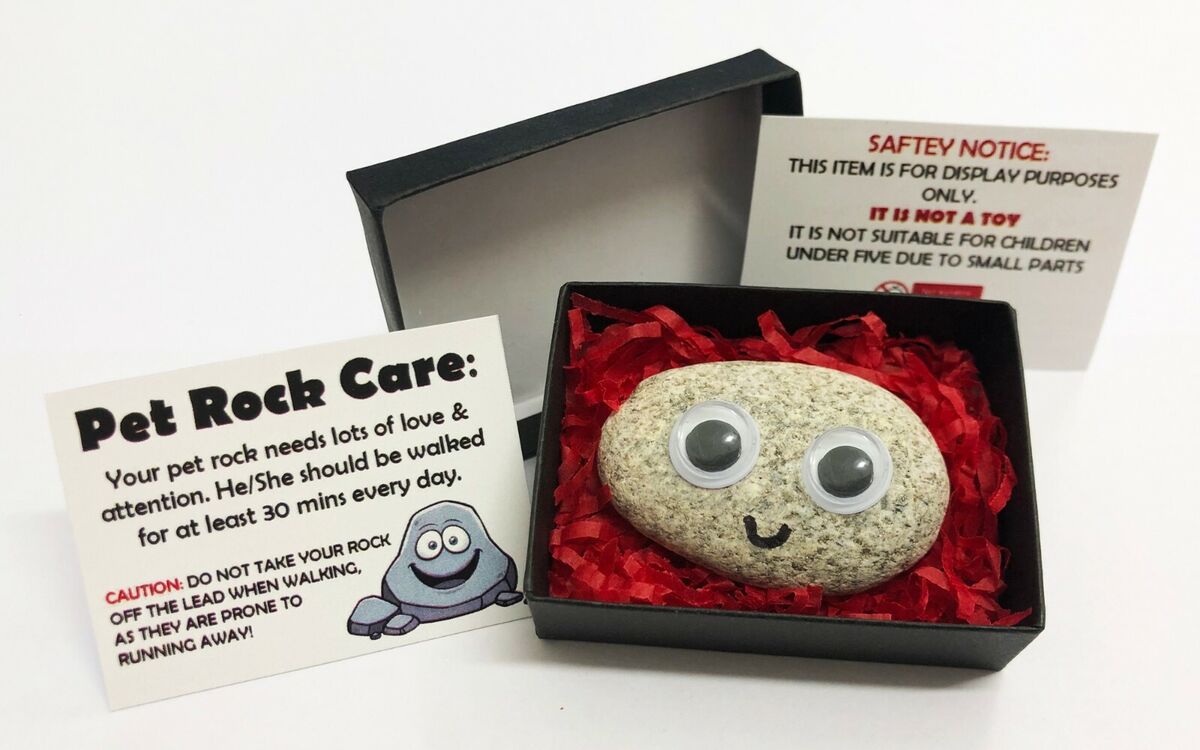 Pet Rock Care:
Your pet rock needs lots of love &
attention. He/She should be walked
for at least 30 mins every day.
CAUTION: DO NOT TAKE YOUR ROCK
OFF THE LEAD WHEN WALKING,
AS THEY ARE PRONE TO
RUNNING AWAY!
SAFTEY NOTICE:
THIS ITEM IS FOR DISPLAY PURPOSES
ONLY.
IT IS NOT A TOY
IT IS NOT SUITABLE FOR CHILDREN
UNDER FIVE DUE TO SMALL PARTS